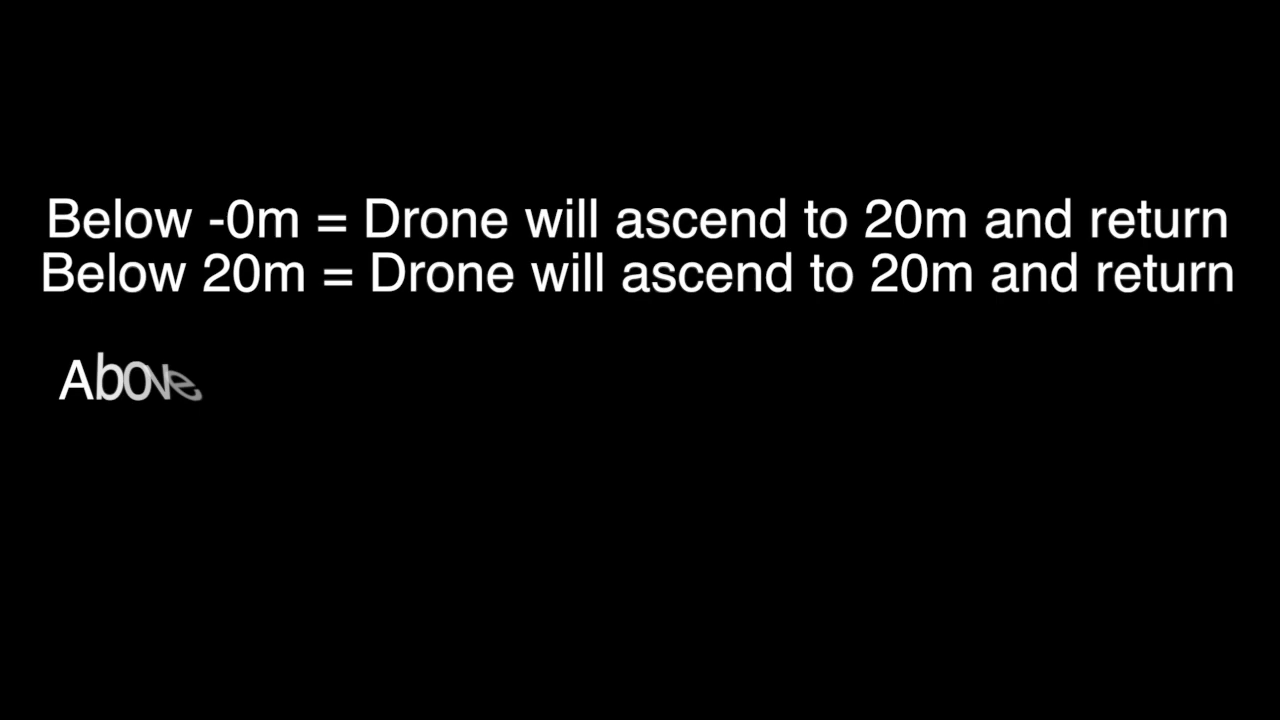 Below -0m = Drone will ascend to 20m and return
Below 20m = Drone will ascend to 20m and return
Above